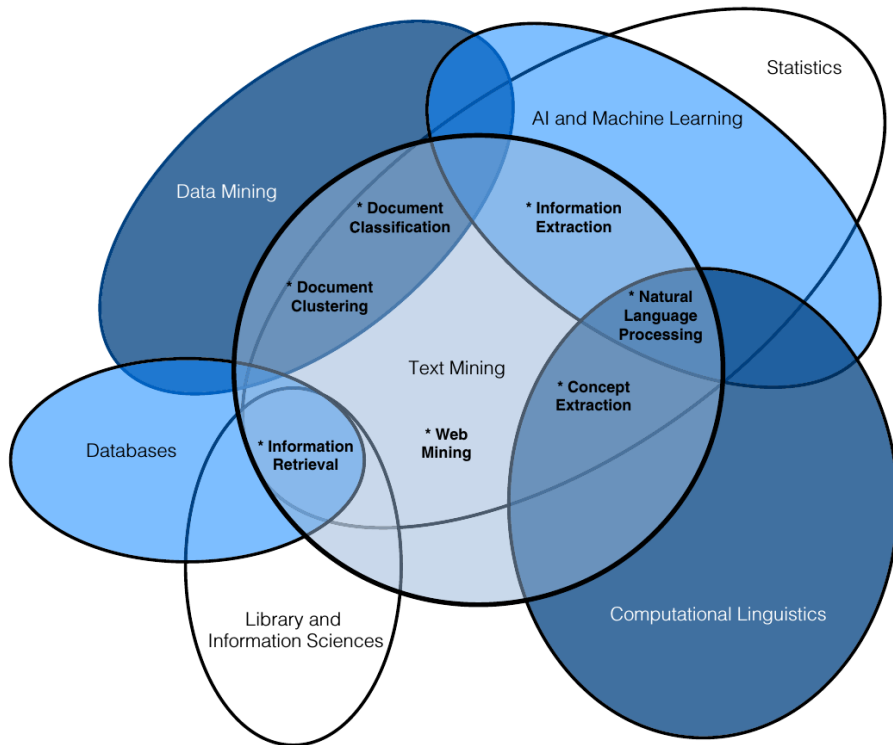 Statistics
AI and Machine Learning
Data Mining
* Document
Classification
* Information
Extraction
* Document
Clustering
* Natural
Language
Processing
Text Mining
* Concept
Extraction
Databases
* Information
Retrieval
* Web
Mining
Library and
Information Sciences
Computational Linguistics